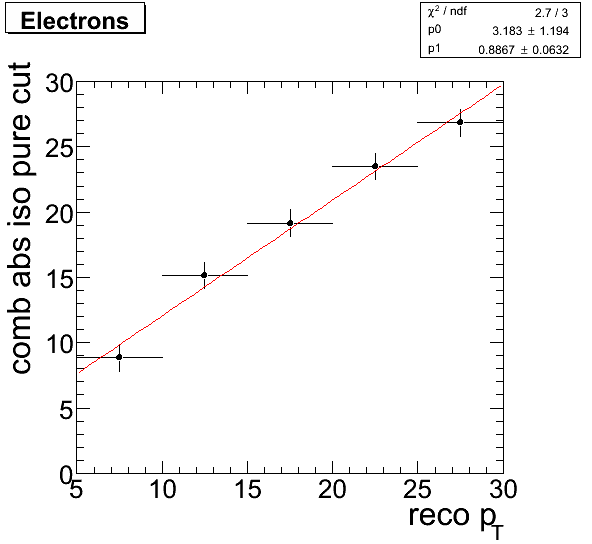 Electrons
χ² / ndf 2.7 / 3
p0 3.183 ± 1.194
p1 0.8867 ± 0.0632
comb abs iso pure cut
30
25
20
15
10
5
0
5 10 15 20 25 30
reco p_T